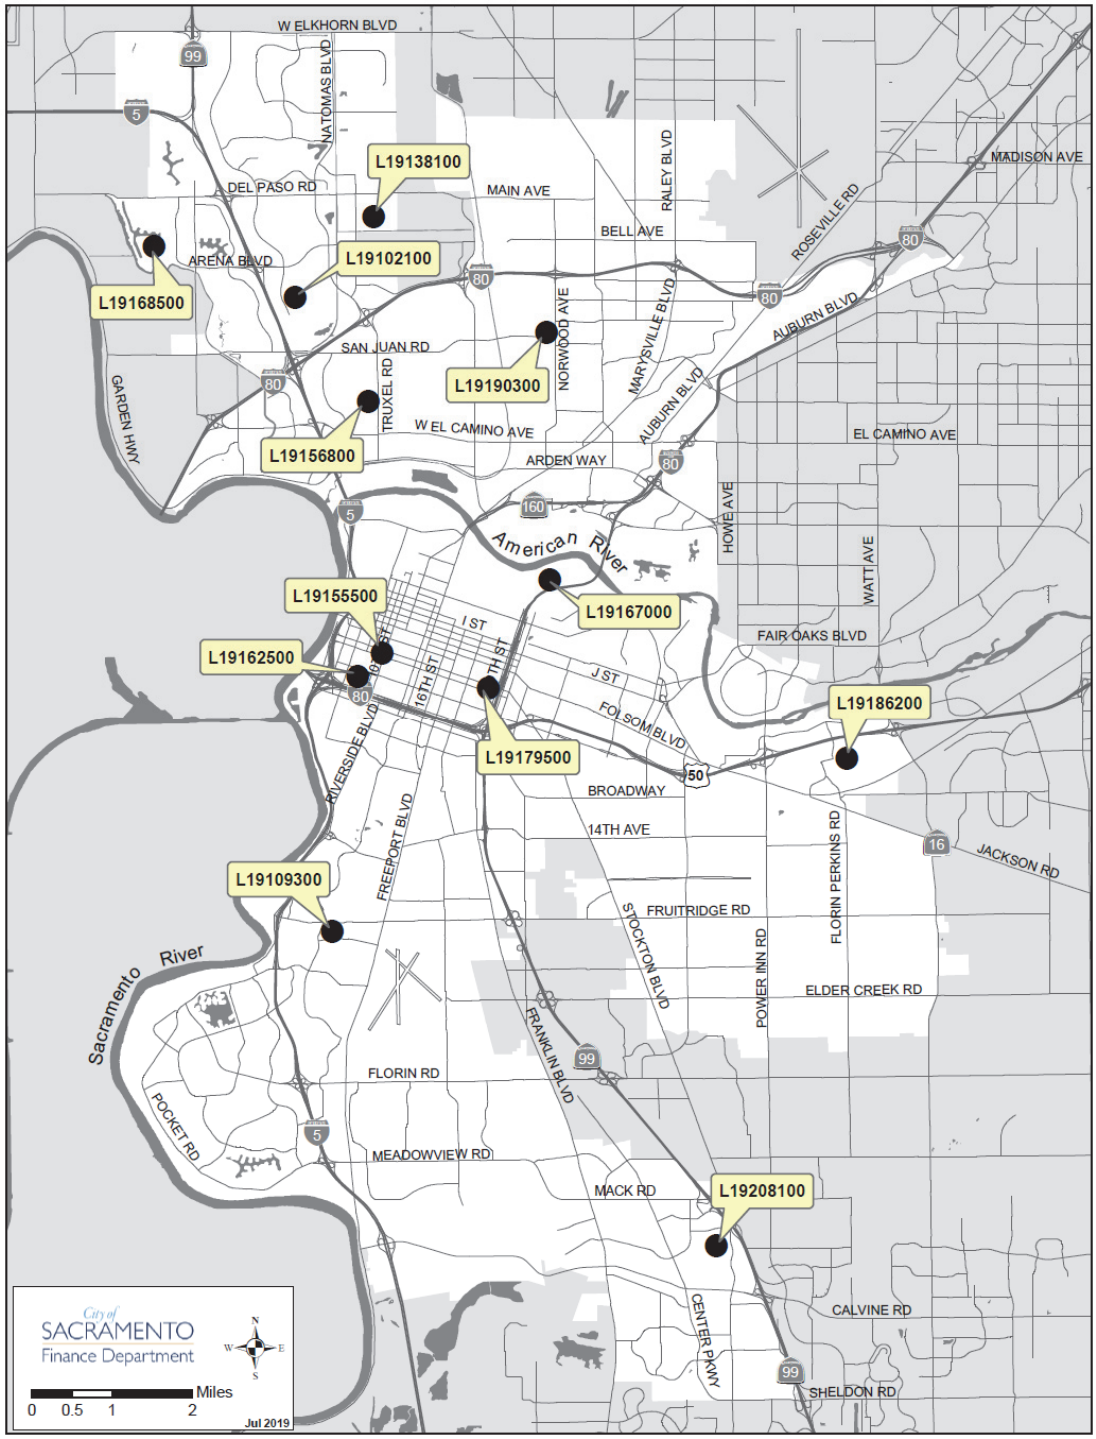 W ELKHORN BLVD
99
NATOMAS BLVD
5
L19138100
RALEY BLVD
MADISON AVE
DEL PASO RD
MAIN AVE
ROSEVILLE RD
BELL AVE
80
L19102100
ARENA BLVD
80
80
L19168500
NORWOOD AVE
MARYSVILLE BLVD
AUBURN BLVD
SAN JUAN RD
TRUXEL RD
L19190300
80
GARDEN HWY
AUBURN BLVD
W EL CAMINO AVE
EL CAMINO AVE
L19156800
ARDEN WAY
80
HOWE AVE
160
5
American River
WATT AVE
L19155500
L19167000
I ST
FAIR OAKS BLVD
L19162500
16TH ST
TH ST
J ST
80
L19186200
RIVERSIDE BLVD
FOLSOM BLVD
L19179500
50
BROADWAY
FREEPORT BLVD
14TH AVE
FLORIN PERKINS RD
16
JACKSON RD
L19109300
STOCKTON BLVD
FRUITRIDGE RD
POWER INN RD
Sacramento River
ELDER CREEK RD
FRANKLIN BLVD
99
FLORIN RD
POCKET RD
5
MEADOWVIEW RD
MACK RD
L19208100
CENTER PKWY
CALVINE RD
City of
SACRAMENTO
Finance Department
N
W E
S
99
SHELDON RD
Miles
0 0.5 1 2
Jul 2019